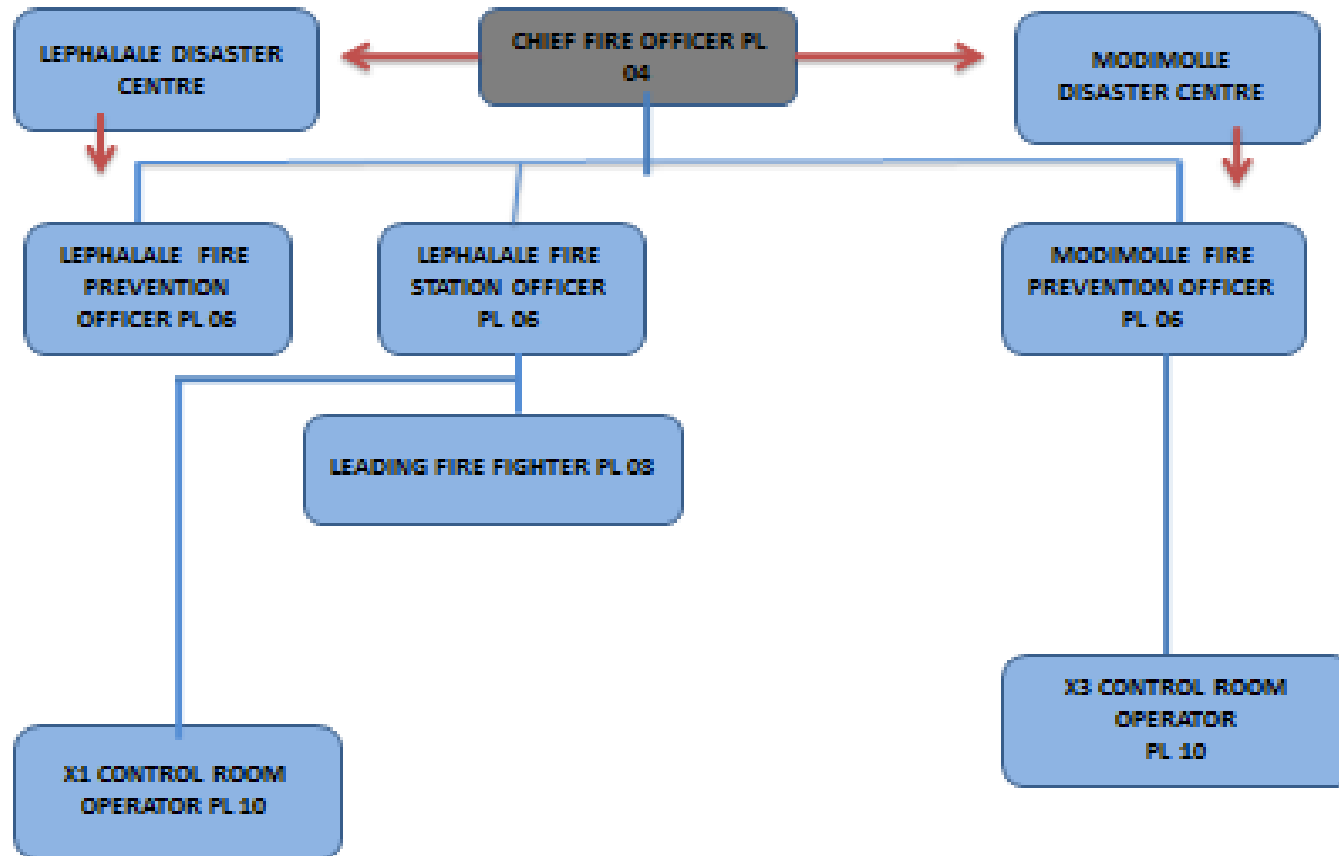 LEPHALALE DISASTER
CENTRE
CHIEF FIRE OFFICER PL
04
MODIMOLLE
DISASTER CENTRE
LEPHALALE FIRE
PREVENTION
OFFICER PL 06
LEPHALALE FIRE
STATION OFFICER
PL 06
MODIMOLLE FIRE
PREVENTION OFFICER
PL 06
LEADING FIRE FIGHTER PL 08
X3 CONTROL ROOM
OPERATOR
PL 10
X1 CONTROL ROOM
OPERATOR PL 10